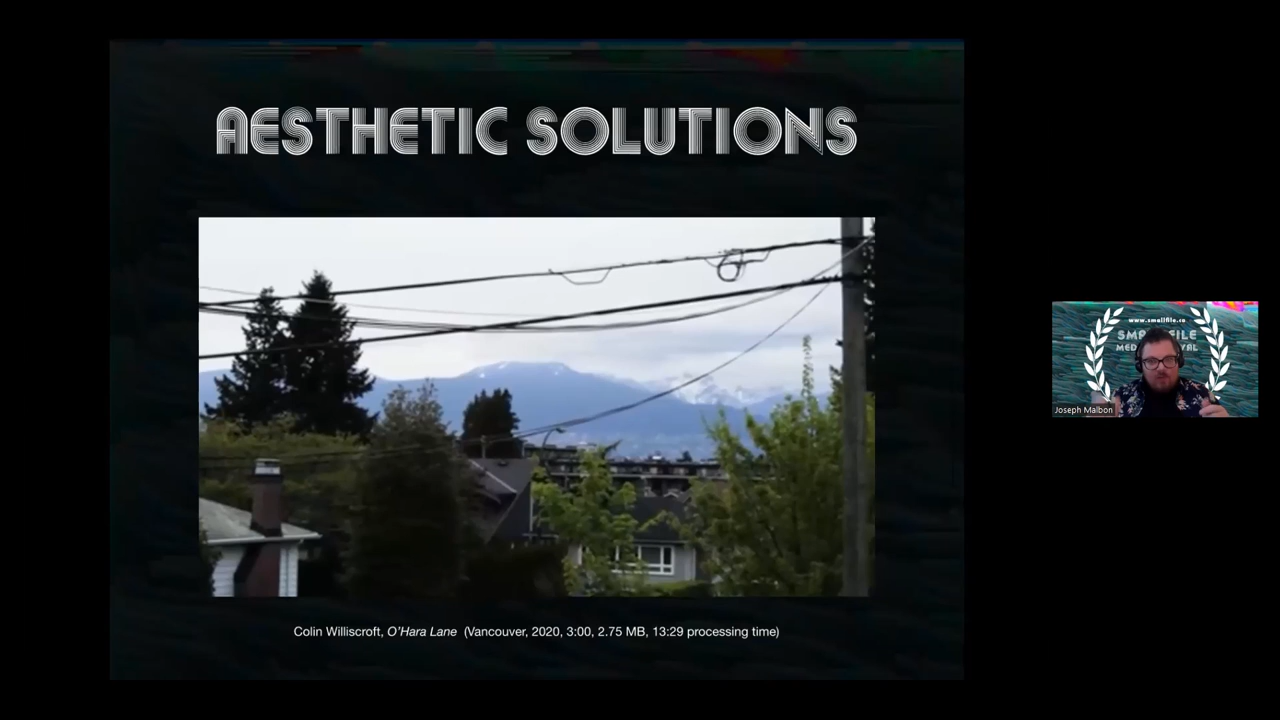 AESTHETIC SOLUTIONS
Colin Williscroft, O'Hara Lane (Vancouver, 2020, 3:00, 2.75 MB, 13:29 processing time)
www.smallfile.ca
Joseph Malbon